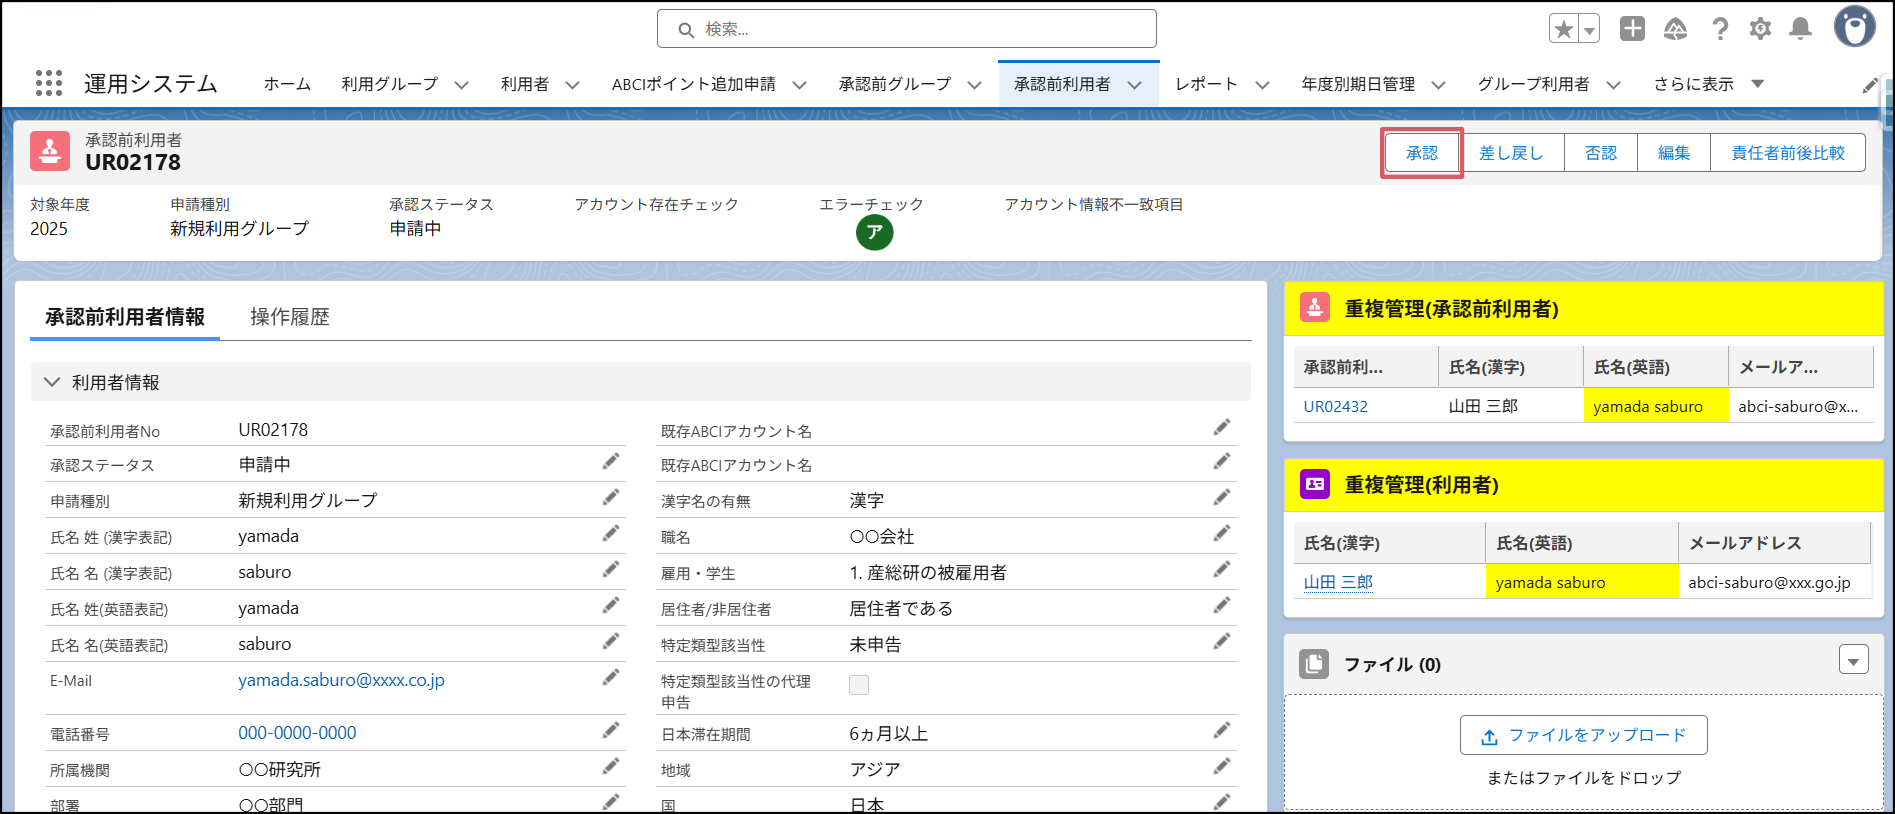 検索...
運用システム ホーム 利用グループ 利用者 ABCIポイント追加申請 承認前グループ 承認前利用者 レポート 年度別期日管理 グループ利用者 さらに表示
承認前利用者
UR02178
承認 差し戻し 否認 編集 責任者前後比較
対象年度 申請種別 承認ステータス アカウント存在チェック エラーチェック アカウント情報不一致項目
2025 新規利用グループ 申請中 ア
承認前利用者情報 操作履歴
利用者情報
承認前利用者No UR02178 既存ABCIアカウント名
承認ステータス 申請中 既存ABCIアカウント名
申請種別 新規利用グループ 漢字名の有無 漢字
氏名 姓 (漢字表記) yamada 職名 〇〇会社
氏名 名 (漢字表記) saburo 雇用・学生 1. 産総研の被雇用者
氏名 姓(英語表記) yamada 居住者/非居住者 居住者である
氏名 名(英語表記) saburo 特定類型該当性 未申告
E-Mail yamada.saburo@xxxx.co.jp 特定類型該当性の代理
申告
電話番号 000-0000-0000 日本滞在期間 6ヵ月以上
所属機関 〇〇研究所 地域 アジア
部署 〇〇部門 国 日本
重複管理(承認前利用者)
承認前利... 氏名(漢字) 氏名(英語) メールア...
UR02432 山田 三郎 yamada saburo abci-saburo@x...
重複管理(利用者)
氏名(漢字) 氏名(英語) メールアドレス
山田 三郎 yamada saburo abci-saburo@xxx.go.jp
ファイル (0)
ファイルをアップロード
またはファイルをドロップ